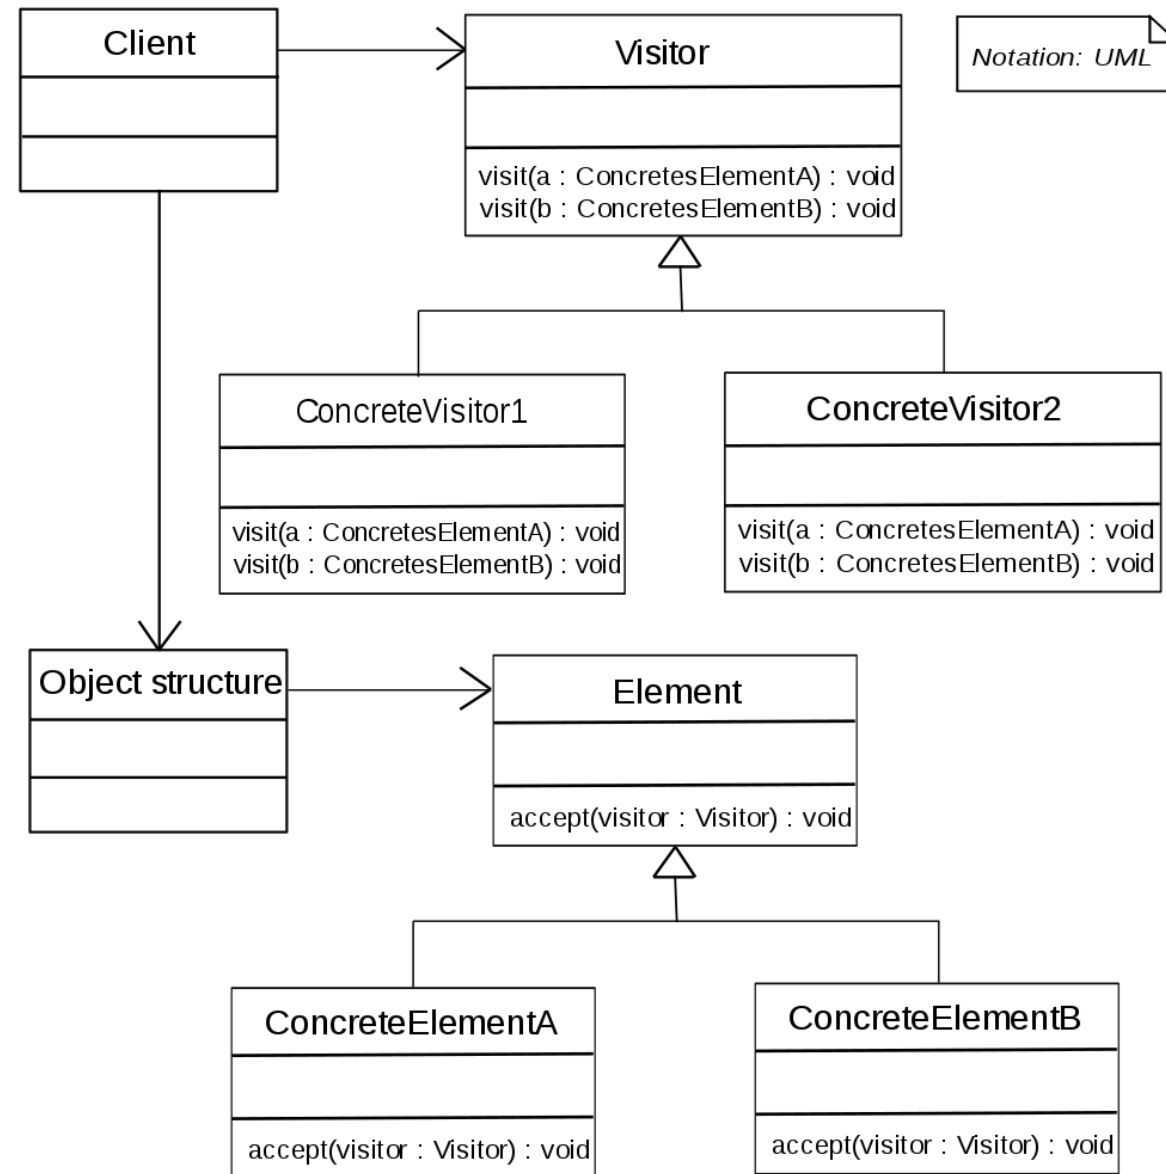 Client
Visitor
Notation: UML
visit(a : ConcretesElementA) : void
visit(b : ConcretesElementB) : void
ConcreteVisitor1
visit(a : ConcretesElementA) : void
visit(b : ConcretesElementB) : void
ConcreteVisitor2
visit(a : ConcretesElementA) : void
visit(b : ConcretesElementB) : void
Object structure
Element
accept(visitor : Visitor) : void
ConcreteElementA
accept(visitor : Visitor) : void
ConcreteElementB
accept(visitor : Visitor) : void